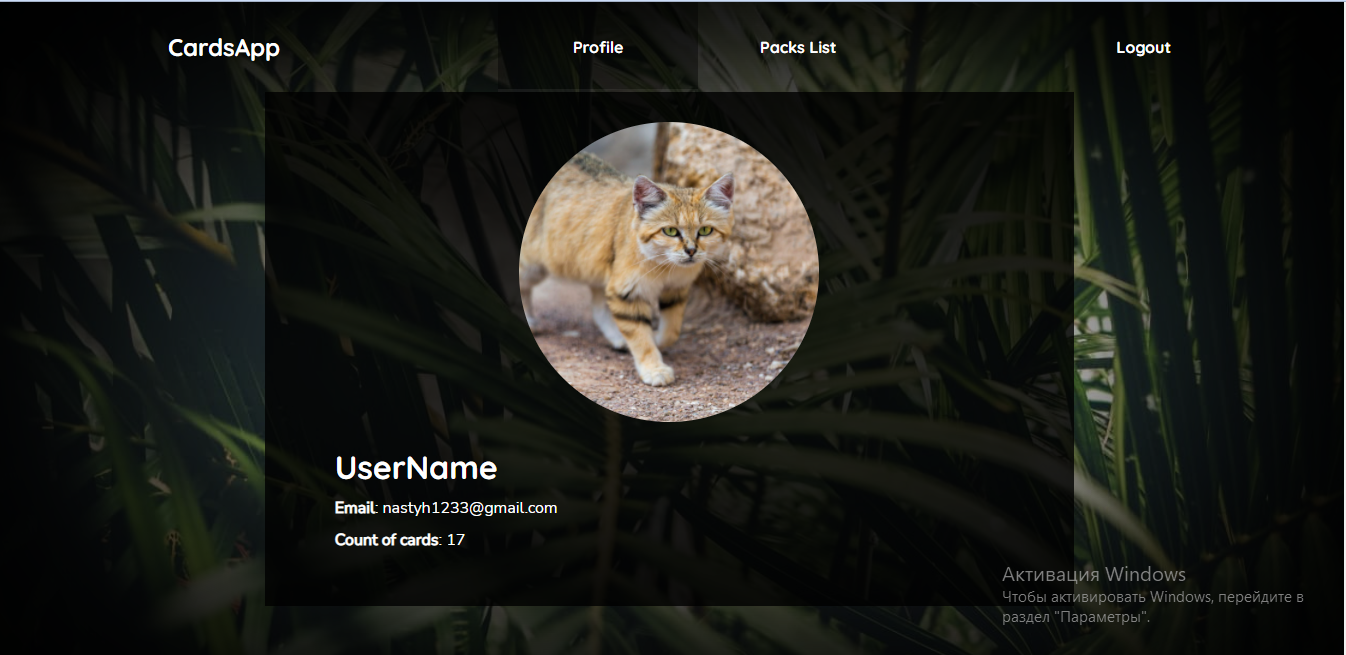 CardsApp
Profile
Packs List
Logout
UserName
Email: nastyh1233@gmail.com
Count of cards: 17
Активация Windows
Чтобы активировать Windows, перейдите в
раздел "Параметры".